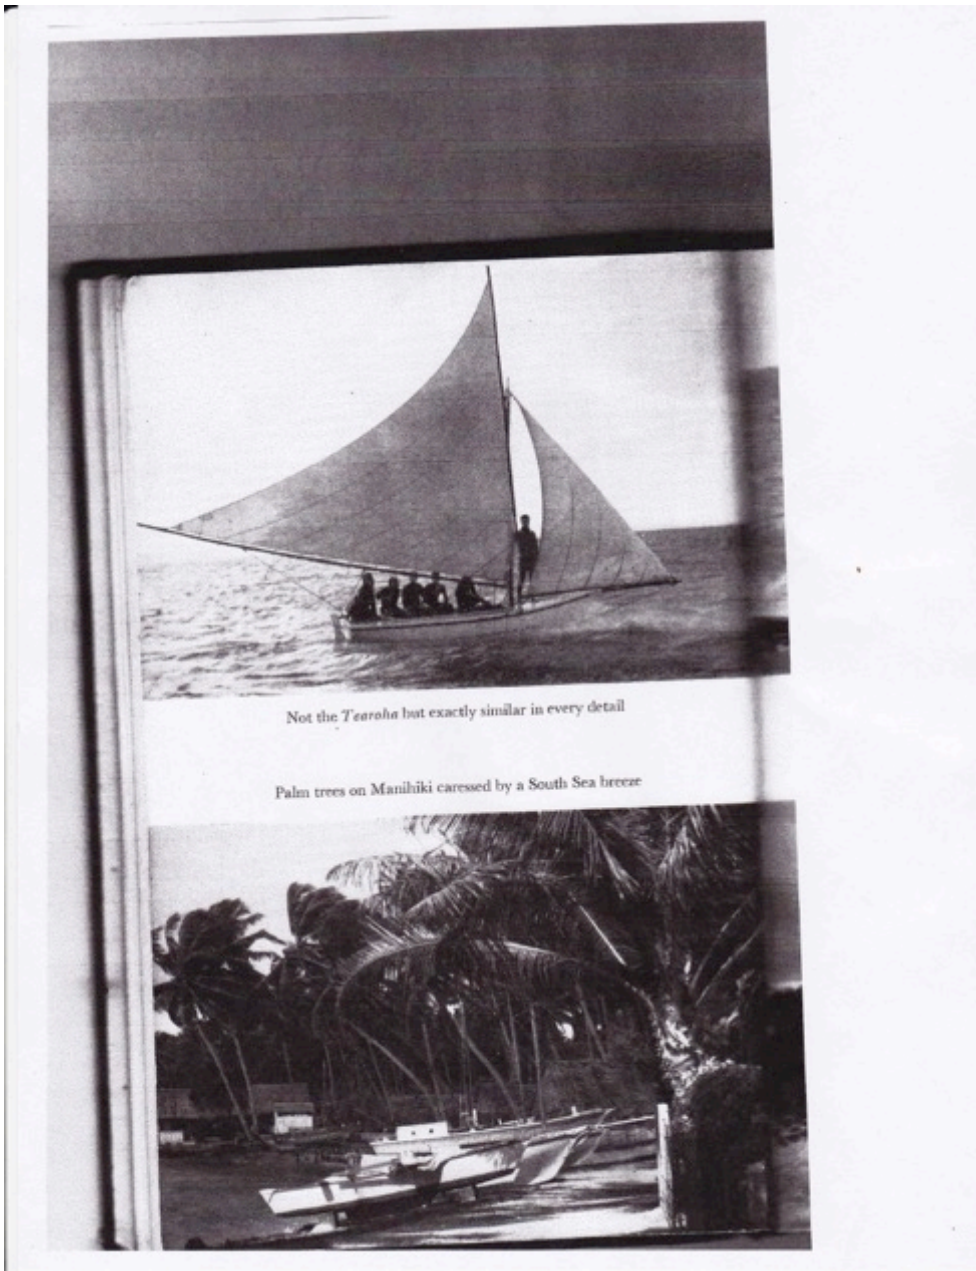 Not the Tearoha but exactly similar in every detail
Palm trees on Manihiki caressed by a South Sea breeze